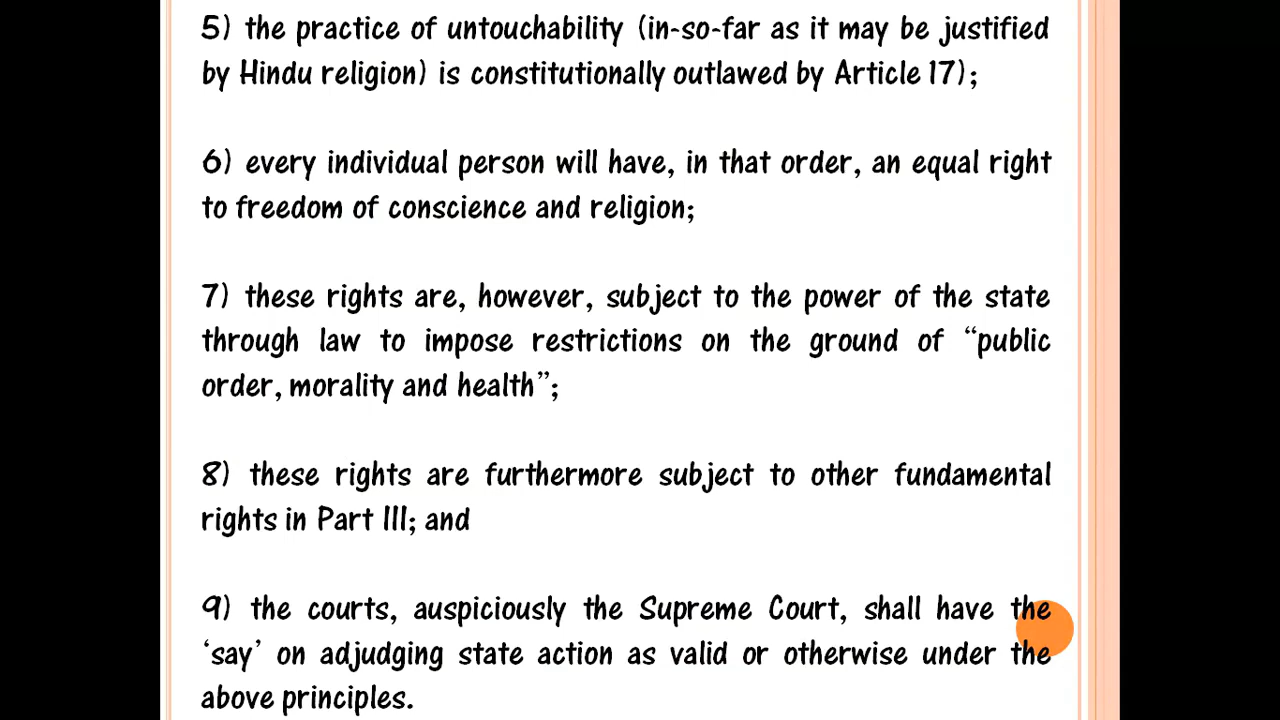 5) the practice of untouchability (in-so-far as it may be justified
by Hindu religion) is constitutionally outlawed by Article 17);
6) every individual person will have, in that order, an equal right
to freedom of conscience and religion;
7) these rights are, however, subject to the power of the state
through law to impose restrictions on the ground of “public
order, morality and health”;
8) these rights are furthermore subject to other fundamental
rights in Part III; and
9) the courts, auspiciously the Supreme Court, shall have the
‘say’ on adjudging state action as valid or otherwise under the
above principles.